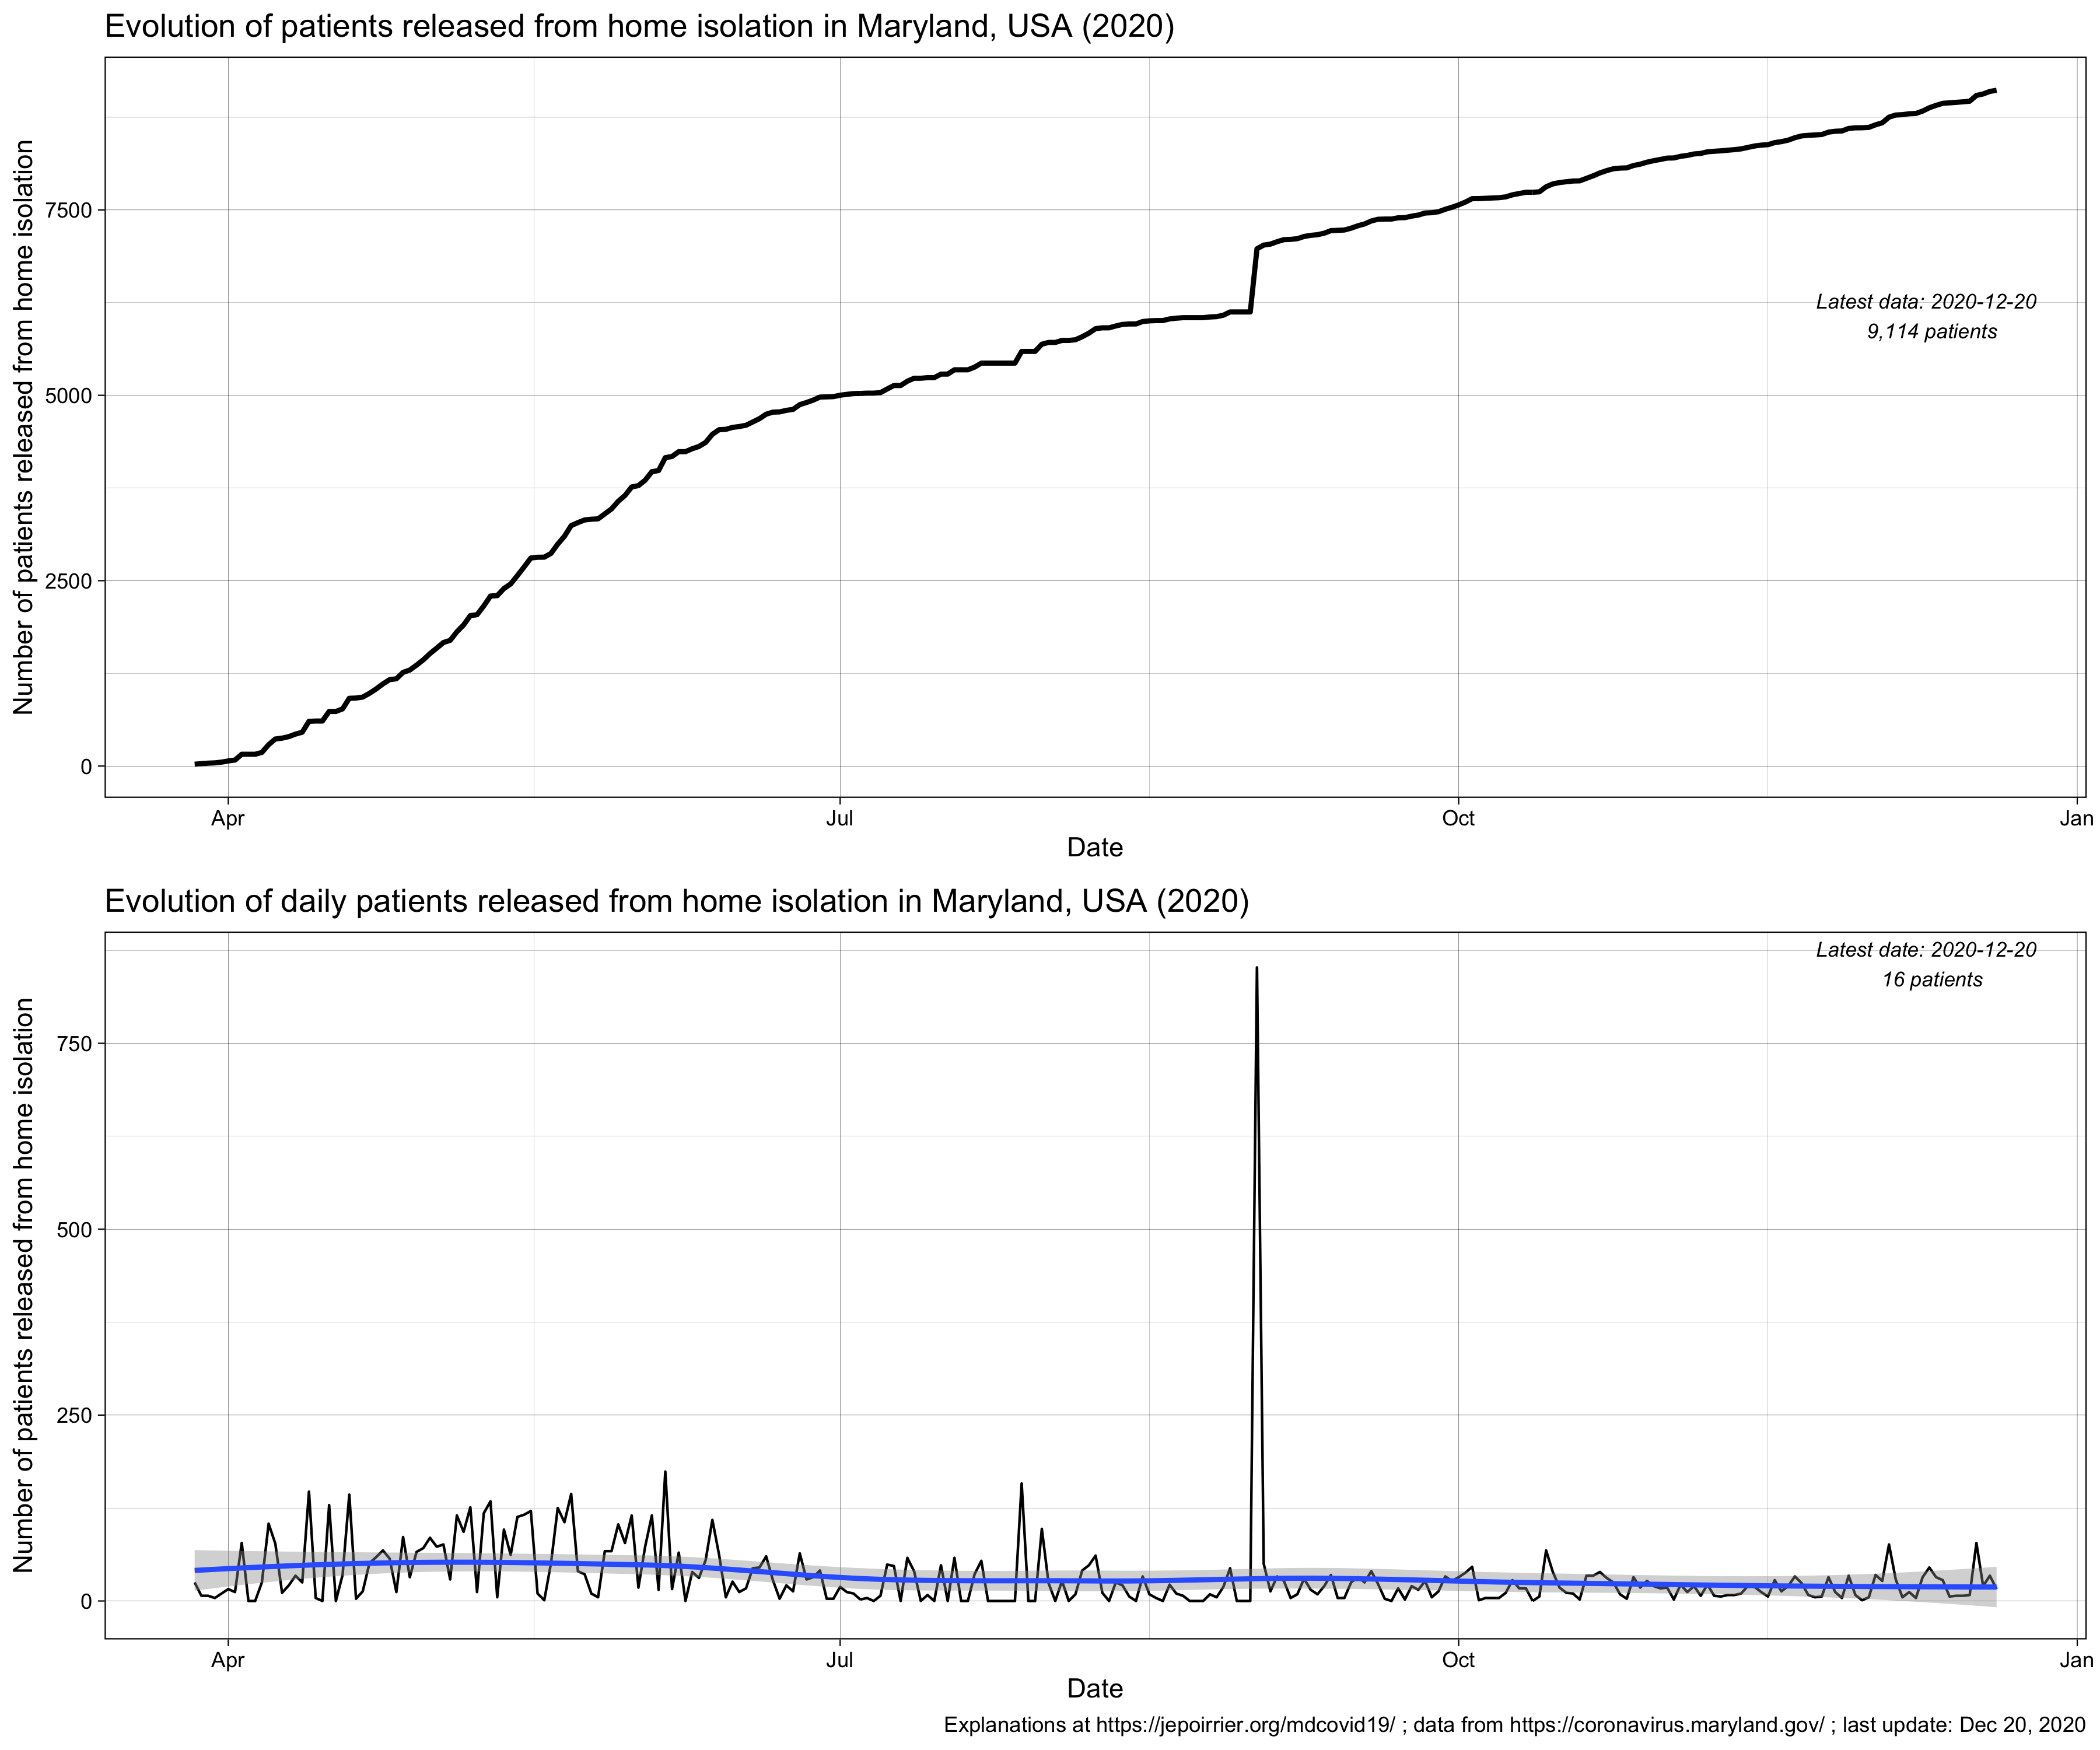 Evolution of patients released from home isolation in Maryland, USA (2020)
Number of patients released from home isolation
7500
5000
2500
0
Latest data: 2020-12-20
9,114 patients
Apr
Jul
Oct
Jan
Date
Evolution of daily patients released from home isolation in Maryland, USA (2020)
Number of patients released from home isolation
750
500
250
0
Latest date: 2020-12-20
16 patients
Apr
Jul
Oct
Jan
Date
Explanations at https://jepoirrier.org/mdcovid19/ ; data from https://coronavirus.maryland.gov/ ; last update: Dec 20, 2020